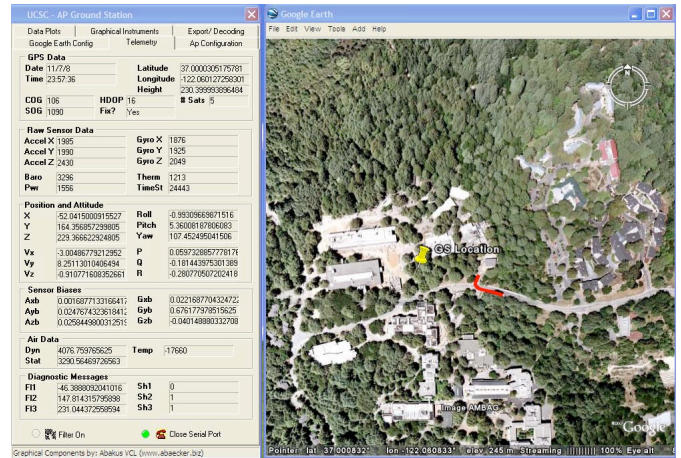 UCSC - AP Ground Station
Data Plots Graphical Instruments Export / Decoding
Google Earth Config Telemetry Ap Configuration
GPS Data
Date 11/7/8 Latitude 37.0000305175781
Time 23:57:36 Longitude -122.060127258301
Height 230.399993896484
COG 106 HDOP 16 # Sats 5
SOG 1090 Fix? Yes
Raw Sensor Data
Accel X 1985 Gyro X 1876
Accel Y 1990 Gyro Y 1925
Accel Z 2430 Gyro Z 2049
Baro 3296 Therm 1213
Pwr 1556 TimeSt 24443
Position and Attitude
X -52.0415000915527 Roll -0.99309669871516
Y 164.356857299805 Pitch 5.36008187806083
Z 229.366622924805 Yaw 107.452495041506
Vx -3.00486779212952 P 0.0597328857778176
Vy 8.25113010406494 Q -0.181443975301389
Vz -0.910771608352661 R -0.280770507202418
Sensor Biases
Axb 0.0016877133166417 Gxb 0.0221687704324722
Ayb 0.0247674323618412 Gyb 0.676177978515625
Azb 0.0258449800312519 Gzb -0.040148880332708
Air Data
Dyn 4076.759765625 Temp -17660
Stat 3290.56469726563
Diagnostic Messages
Fl1 -46.3888092041016 Sh1 0
Fl2 147.814315795898 Sh2 1
Fl3 231.044372558594 Sh3 1
Filter On Close Serial Port
Graphical Components by: Abakus VCL (www.abaecker.biz)
Google Earth
File Edit View Tools Add Help
N
GS Location
Image AMBAG
Google
Pointer lat 37.000832° lon -122.060833° elev 245 m Streaming ||||||||| 100% Eye alt